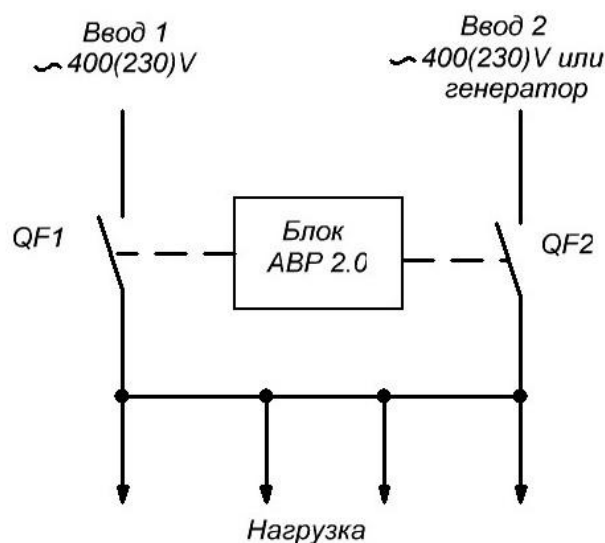 Ввод 1
~ 400(230)V
Ввод 2
~ 400(230)V или
генератор
QF1
Блок
АВР 2.0
QF2
Нагрузка